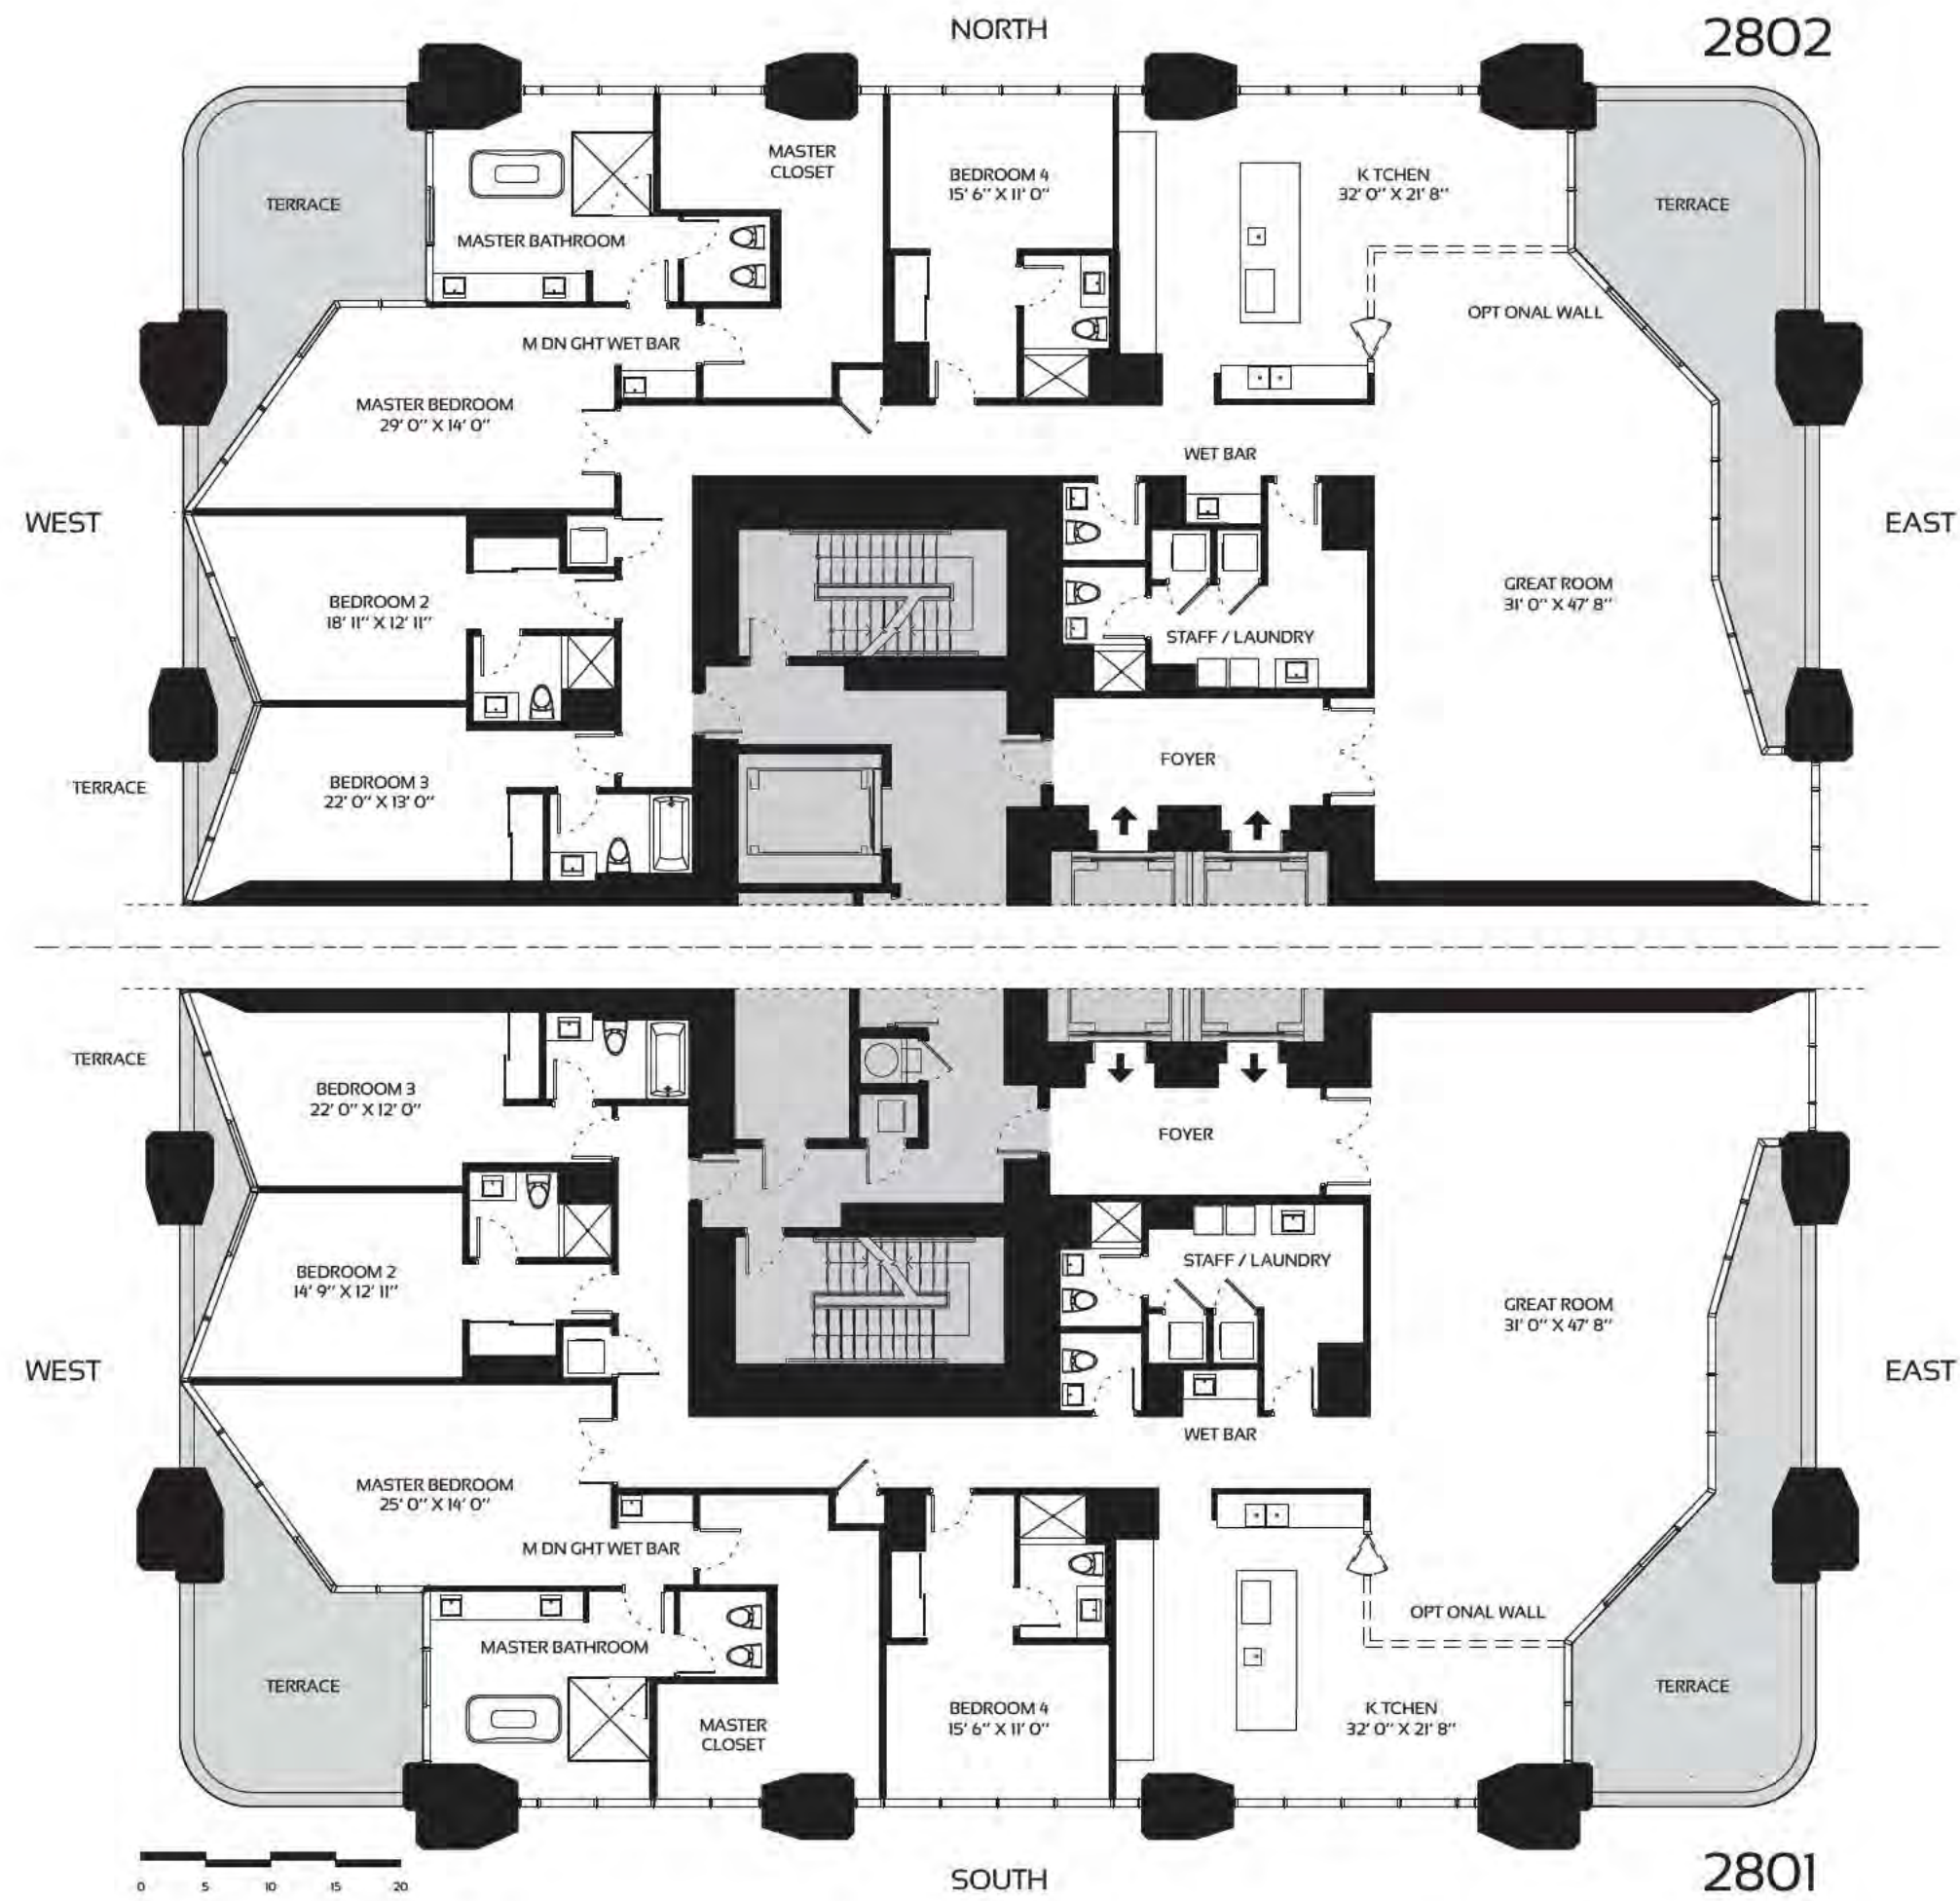 NORTH
2802
TERRACE
MASTER
CLOSET
BEDROOM 4
15' 6" X 11' 0"
K TCHEN
32' 0" X 21' 8"
TERRACE
MASTER BATHROOM
OPT ONAL WALL
M DN GHT WET BAR
MASTER BEDROOM
29' 0" X 14' 0"
WET BAR
WEST
EAST
BEDROOM 2
18' 11" X 12' 11"
GREAT ROOM
31' 0" X 47' 8"
STAFF / LAUNDRY
TERRACE
BEDROOM 3
22' 0" X 13' 0"
FOYER
TERRACE
BEDROOM 3
22' 0" X 12' 0"
FOYER
BEDROOM 2
14' 9" X 12' 11"
STAFF / LAUNDRY
GREAT ROOM
31' 0" X 47' 8"
WEST
EAST
WET BAR
MASTER BEDROOM
25' 0" X 14' 0"
M DN GHT WET BAR
OPT ONAL WALL
MASTER BATHROOM
TERRACE
MASTER
CLOSET
BEDROOM 4
15' 6" X 11' 0"
K TCHEN
32' 0" X 21' 8"
TERRACE
0 5 10 15 20
SOUTH
2801